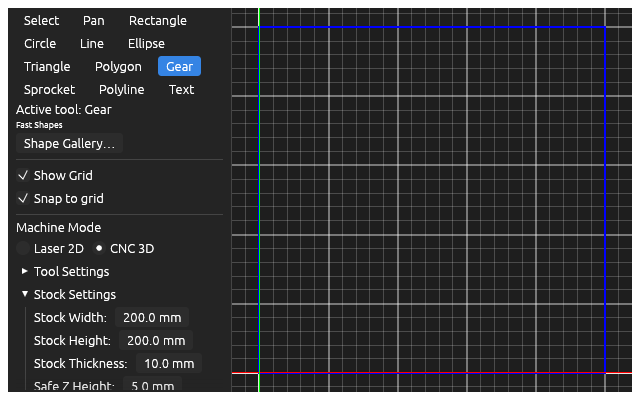 Select Pan Rectangle
Circle Line Ellipse
Triangle Polygon Gear
Sprocket Polyline Text
Active tool: Gear
Fast Shapes
Shape Gallery...
Show Grid
Snap to grid
Machine Mode
Laser 2D CNC 3D
Tool Settings
Stock Settings
Stock Width: 200.0 mm
Stock Height: 200.0 mm
Stock Thickness: 10.0 mm
Safe Z Height: 5.0 mm